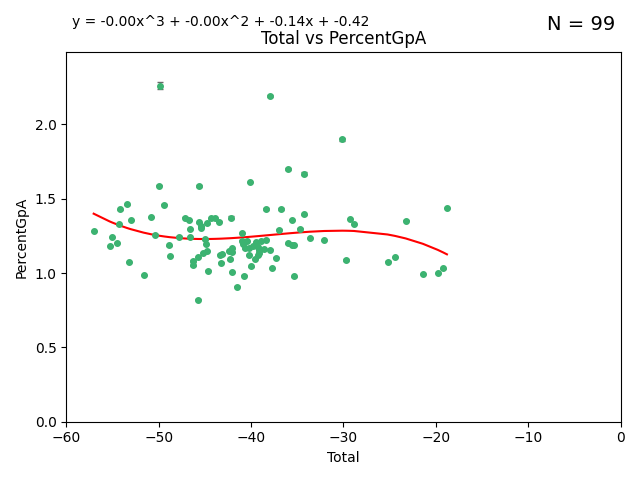 y = -0.00x^3 + -0.00x^2 + -0.14x + -0.42
N = 99
Total vs PercentGpA
PercentGpA
2.0
1.5
1.0
0.5
0.0
−60 −50 −40 −30 −20 −10 0
Total